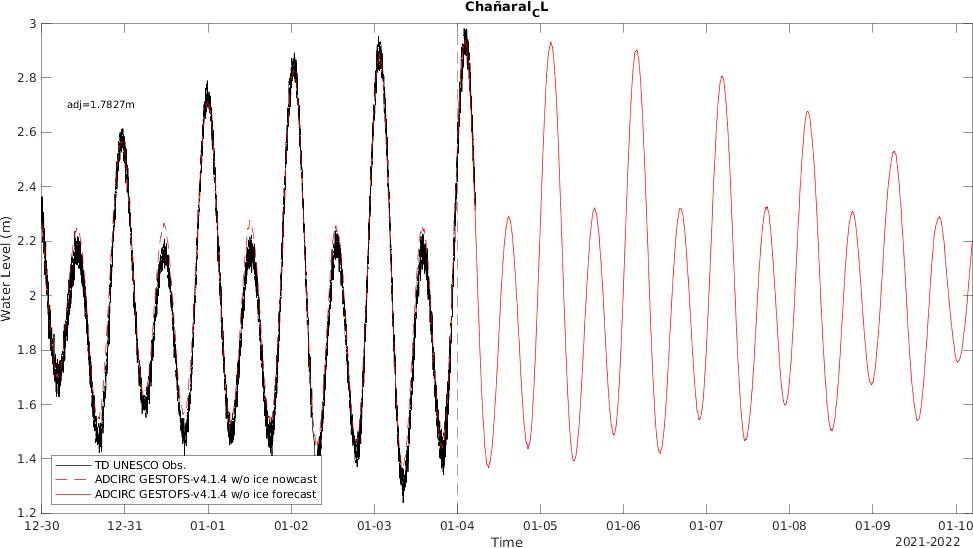 Chañaral_CL
3
2.8
2.6
2.4
2.2
2
1.8
1.6
1.4
1.2
Water Level (m)
adj=1.7827m
TD UNESCO Obs.
ADCIRC GESTOFS-v4.1.4 w/o ice nowcast
ADCIRC GESTOFS-v4.1.4 w/o ice forecast
12-30 12-31 01-01 01-02 01-03 01-04 01-05 01-06 01-07 01-08 01-09 01-10
Time
2021-2022